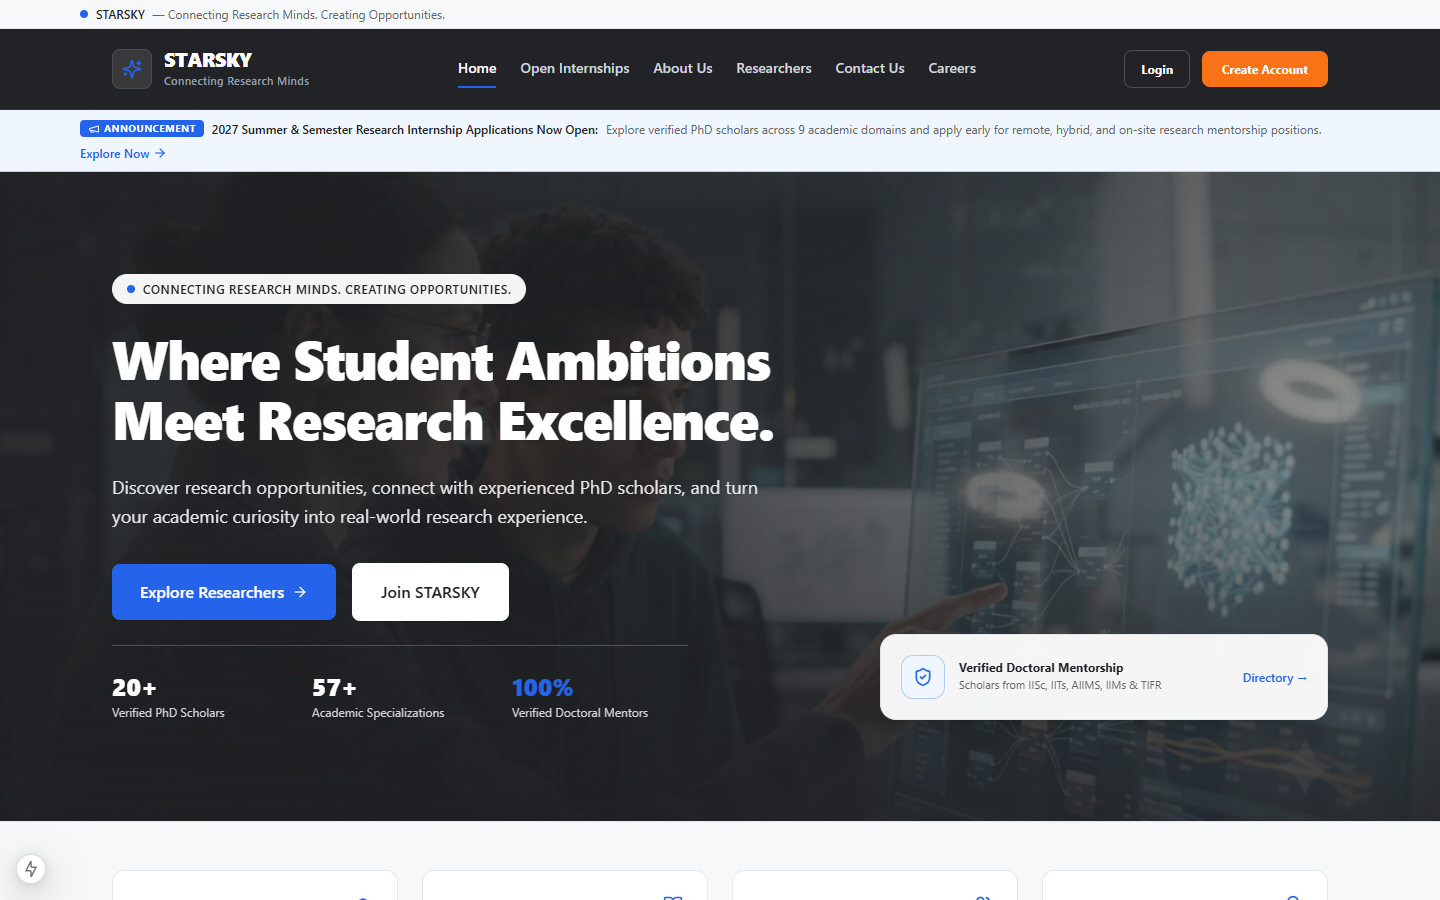 STARSKY — Connecting Research Minds. Creating Opportunities.
STARSKY
Connecting Research Minds
Home Open Internships About Us Researchers Contact Us Careers
Login Create Account
ANNOUNCEMENT 2027 Summer & Semester Research Internship Applications Now Open: Explore verified PhD scholars across 9 academic domains and apply early for remote, hybrid, and on-site research mentorship positions.
Explore Now →
CONNECTING RESEARCH MINDS. CREATING OPPORTUNITIES.
Where Student Ambitions
Meet Research Excellence.
Discover research opportunities, connect with experienced PhD scholars, and turn
your academic curiosity into real-world research experience.
Explore Researchers → Join STARSKY
20+ 57+ 100%
Verified PhD Scholars Academic Specializations Verified Doctoral Mentors
Verified Doctoral Mentorship
Scholars from IISc, IITs, AIIMS, IIMs & TIFR
Directory →